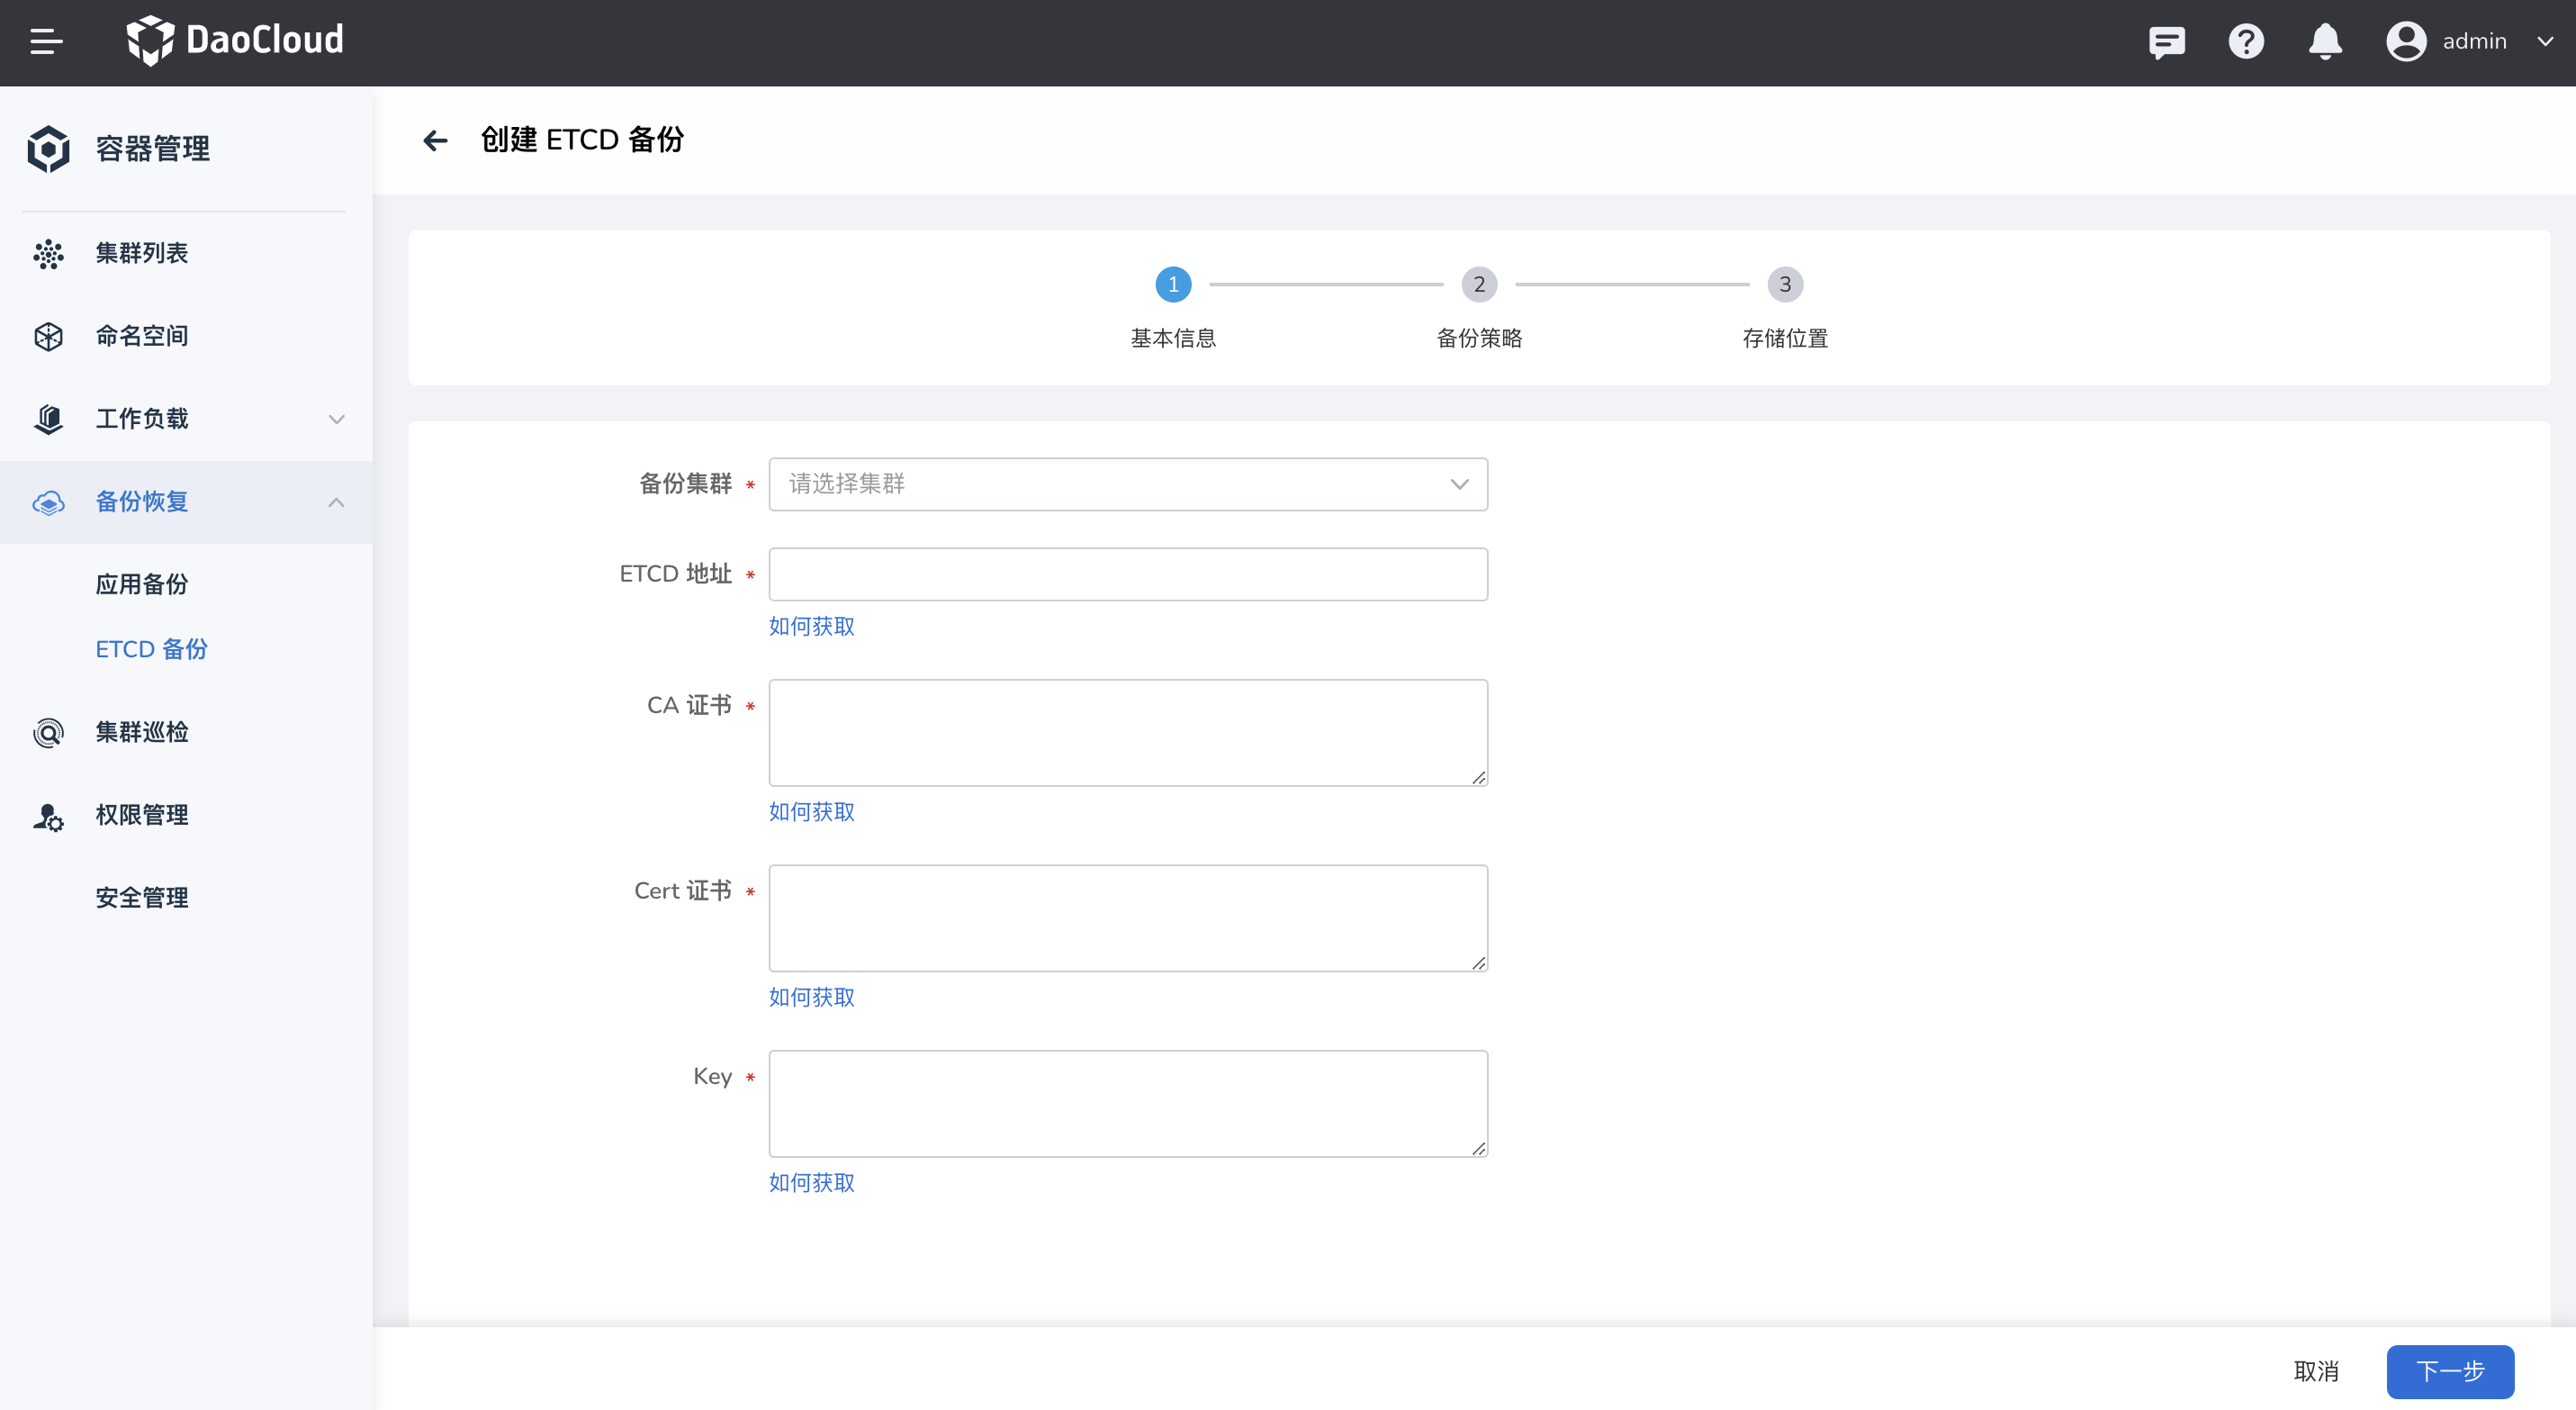 DaoCloud
admin
容器管理
集群列表
命名空间
工作负载
备份恢复
应用备份
ETCD 备份
集群巡检
权限管理
安全管理
创建 ETCD 备份
1
2
3
基本信息
备份策略
存储位置
备份集群 *
请选择集群
ETCD 地址 *
如何获取
CA 证书 *
如何获取
Cert 证书 *
如何获取
Key *
如何获取
取消
下一步